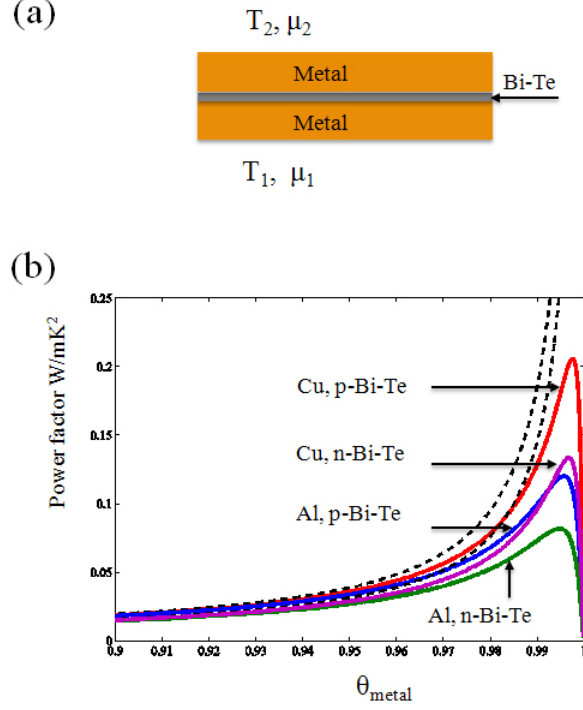 (a)
T2, μ2
Metal
Bi-Te
Metal
T1, μ1
(b)
Power factor W/mK2
0.25
0.2
0.15
0.1
0.05
0
Cu, p-Bi-Te
Cu, n-Bi-Te
Al, p-Bi-Te
Al, n-Bi-Te
0.9 0.91 0.92 0.93 0.94 0.95 0.96 0.97 0.98 0.99 1
θmetal